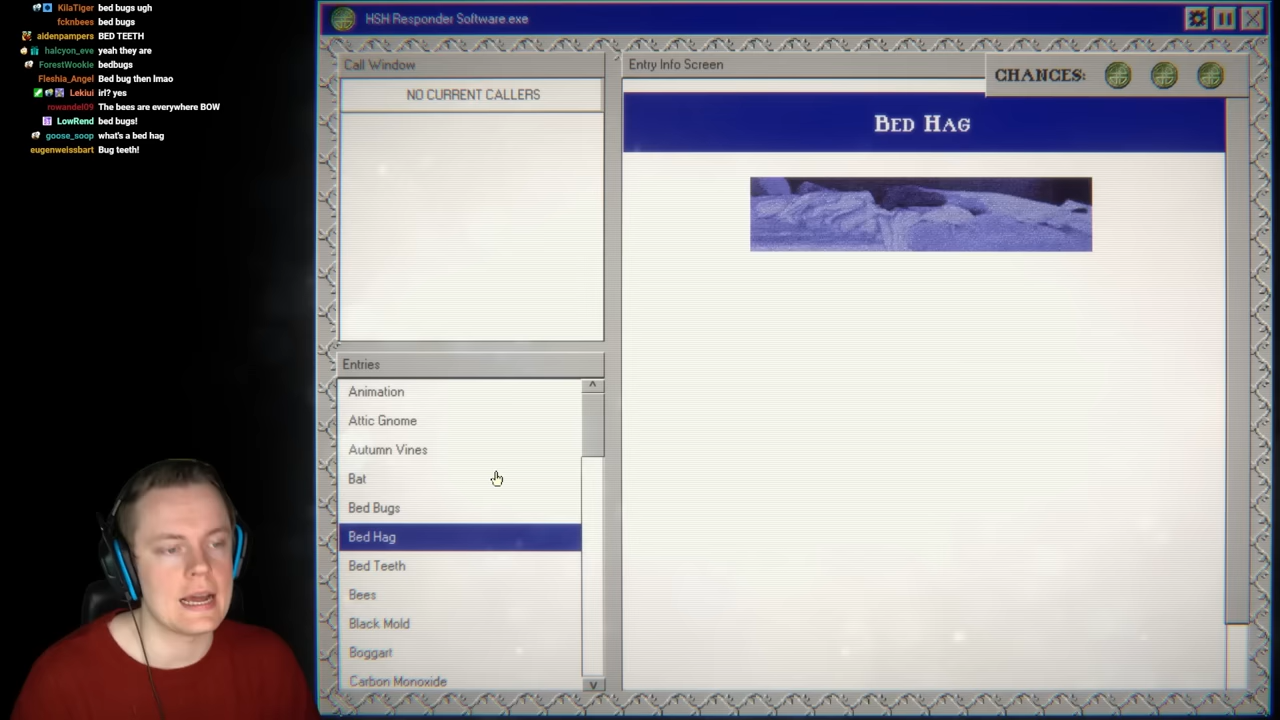 KilaTiger bed bugs ugh
fcknbees bed bugs
aidenpampers BED TEETH
halcyon_eve yeah they are
ForestWookie bedbugs
Fleshia_Angel Bed bug then lmao
Lekiui irl? yes
rowandel09 The bees are everywhere BOW
LowRend bed bugs!
goose_soop what's a bed hag
eugenweissbart Bug teeth!
HSH Responder Software.exe
Call Window
NO CURRENT CALLERS
Entries
Animation
Attic Gnome
Autumn Vines
Bat
Bed Bugs
Bed Hag
Bed Teeth
Bees
Black Mold
Boggart
Carbon Monoxide
Entry Info Screen
CHANCES:
Bed Hag